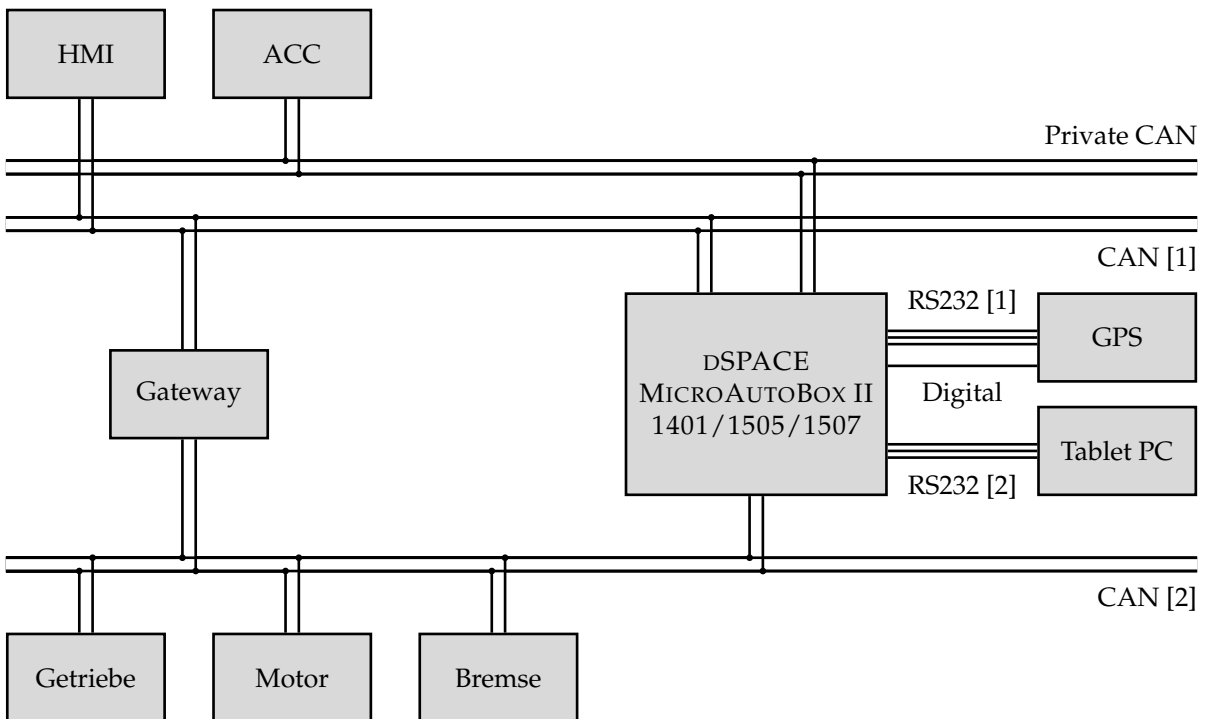 HMI
ACC
Private CAN
CAN [1]
RS232 [1]
GPS
dSPACE
MicroAutoBox II
1401/1505/1507
Gateway
Digital
Tablet PC
RS232 [2]
CAN [2]
Getriebe
Motor
Bremse